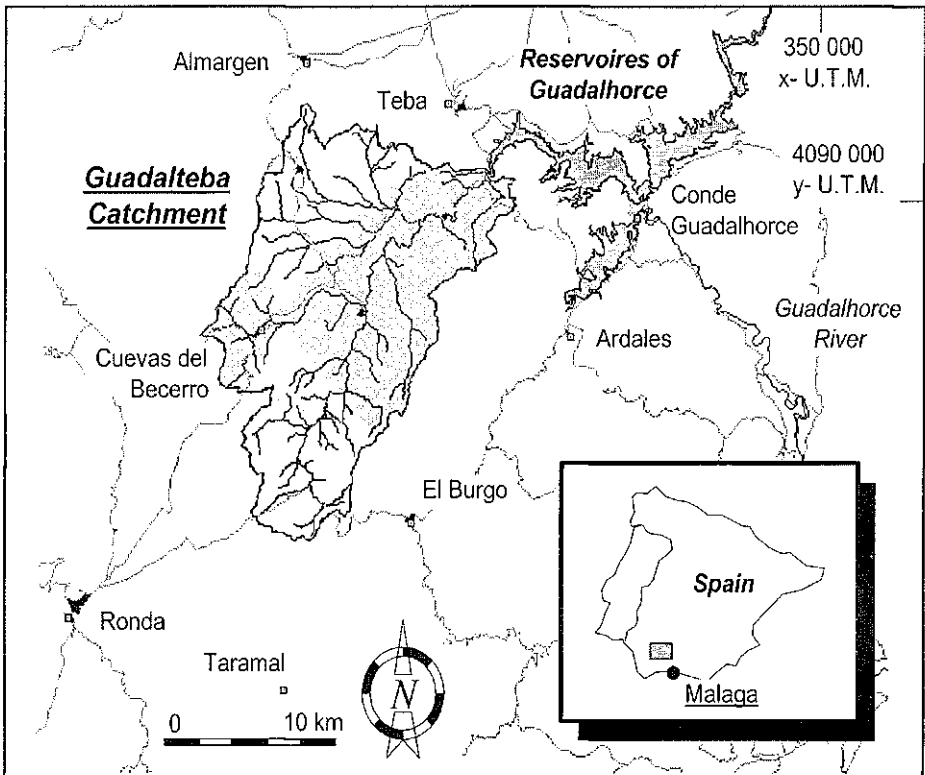 Almargen
Reservoires of
Guadalhorce
350 000
x- U.T.M.
Teba
Guadalteba
Catchment
4090 000
y- U.T.M.
Conde
Guadalhorce
Guadalhorce
River
Ardales
Cuevas del
Becerro
El Burgo
Spain
Ronda
Taramal
N
Malaga
0 10 km